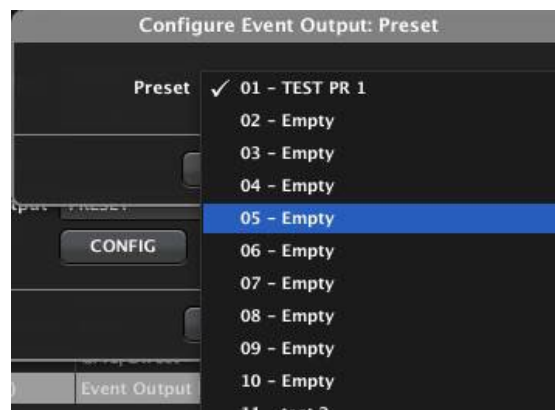 Configure Event Output: Preset
Preset ✓ 01 – TEST PR 1
02 – Empty
03 – Empty
04 – Empty
05 – Empty
06 – Empty
CONFIG
07 – Empty
08 – Empty
09 – Empty
10 – Empty
Event Output